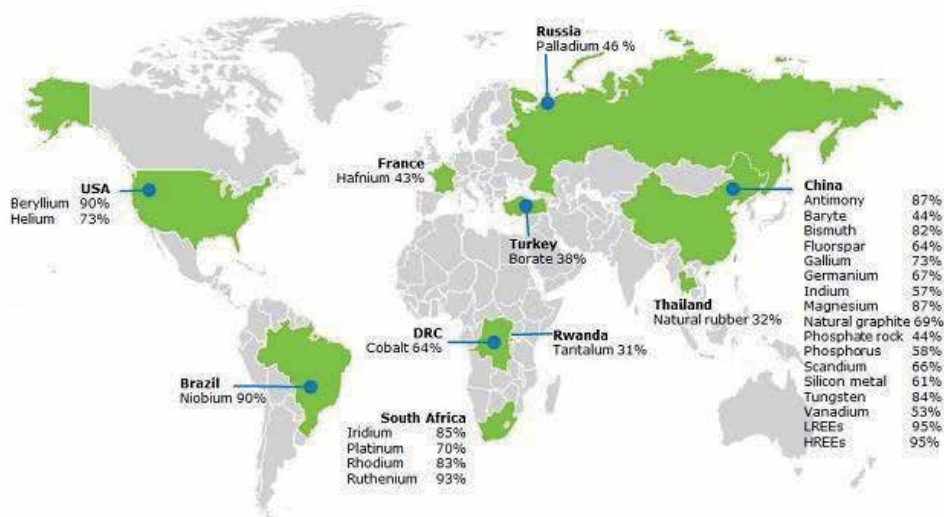 Russia
Palladium 46 %
France
Hafnium 43%
USA
Beryllium 90%
Helium 73%
Turkey
Borate 38%
China
Antimony 87%
Baryte 44%
Bismuth 82%
Fluorspar 64%
Gallium 73%
Germanium 67%
Indium 57%
Magnesium 87%
Natural graphite 69%
Phosphate rock 44%
Phosphorus 58%
Scandium 66%
Silicon metal 61%
Tungsten 84%
Vanadium 53%
LREEs 95%
HREEs 95%
Thailand
Natural rubber 32%
DRC
Cobalt 64%
Rwanda
Tantalum 31%
Brazil
Niobium 90%
South Africa
Iridium 85%
Platinum 70%
Rhodium 83%
Ruthenium 93%